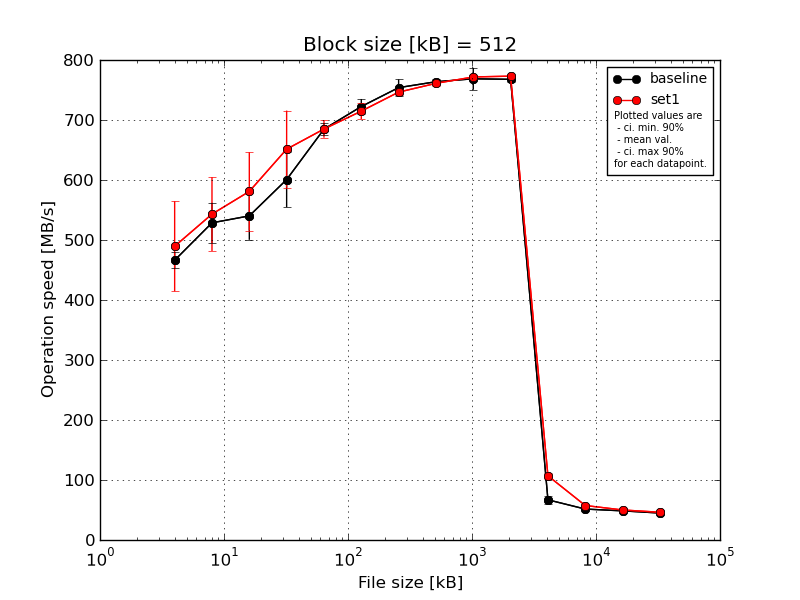 Block size [kB] = 512
800
700
600
500
400
300
200
100
0
Operation speed [MB/s]
baseline
set1
Plotted values are
- ci. min. 90%
- mean val.
- ci. max 90%
for each datapoint.
10^0 10^1 10^2 10^3 10^4 10^5
File size [kB]